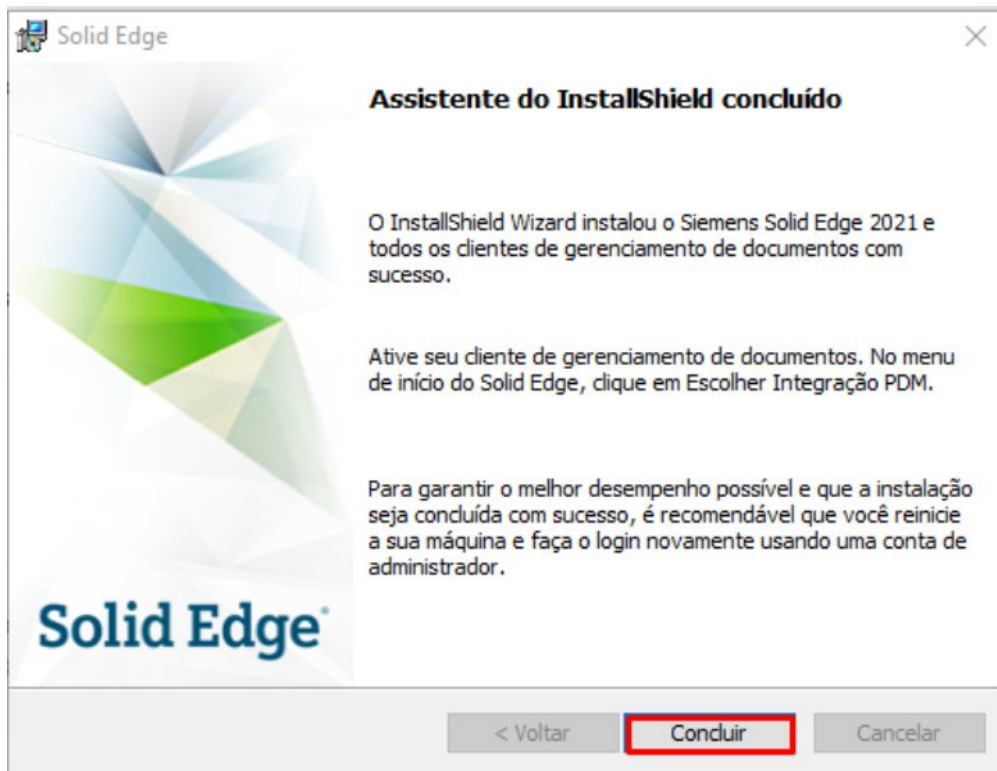 Solid Edge
Assistente do InstallShield concluído
O InstallShield Wizard instalou o Siemens Solid Edge 2021 e
todos os clientes de gerenciamento de documentos com
sucesso.
Ative seu cliente de gerenciamento de documentos. No menu
de início do Solid Edge, clique em Escolher Integração PDM.
Para garantir o melhor desempenho possível e que a instalação
seja concluída com sucesso, é recomendável que você reinicie
a sua máquina e faça o login novamente usando uma conta de
administrador.
Solid Edge
< Voltar
Concluir
Cancelar